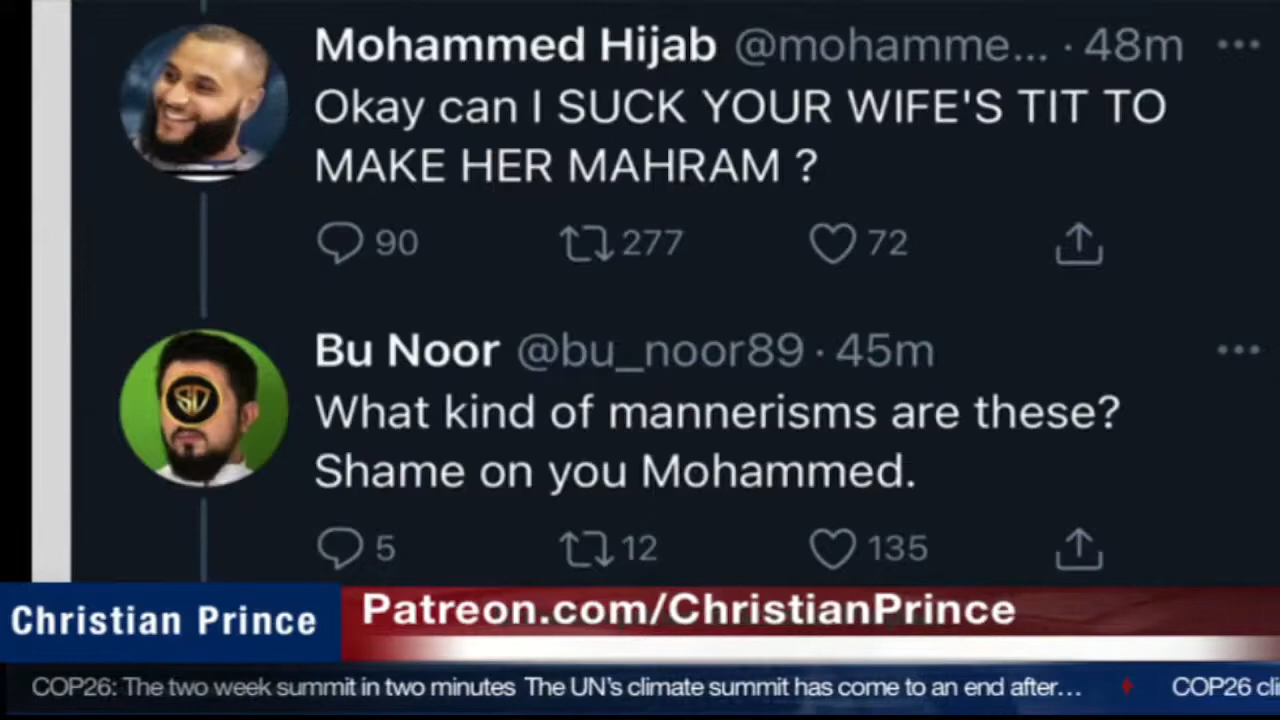 Mohammed Hijab @mohamme... · 48m
Okay can I SUCK YOUR WIFE'S TIT TO
MAKE HER MAHRAM ?
90 277 72
Bu Noor @bu_noor89 · 45m
What kind of mannerisms are these?
Shame on you Mohammed.
5 12 135
Christian Prince
Patreon.com/ChristianPrince
COP26: The two week summit in two minutes The UN's climate summit has come to an end after... COP26 cli